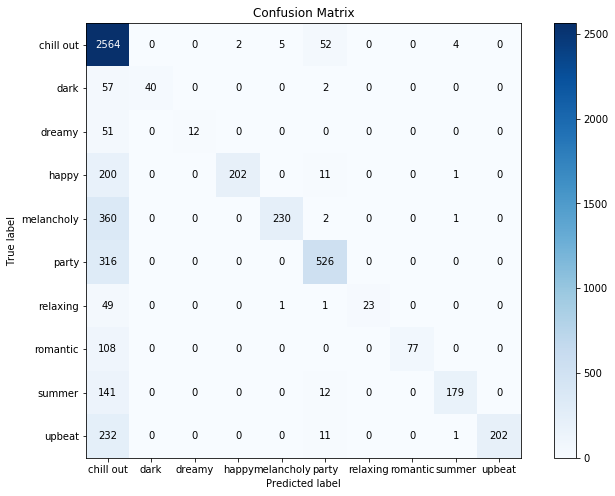 Confusion Matrix
chill out 2564 0 0 2 5 52 0 0 4 0
dark 57 40 0 0 0 2 0 0 0 0
dreamy 51 0 12 0 0 0 0 0 0 0
happy 200 0 0 202 0 11 0 0 1 0
melancholy 360 0 0 0 230 2 0 0 1 0
party 316 0 0 0 0 526 0 0 0 0
relaxing 49 0 0 0 1 1 23 0 0 0
romantic 108 0 0 0 0 0 0 77 0 0
summer 141 0 0 0 0 12 0 0 179 0
upbeat 232 0 0 0 0 11 0 0 1 202
chill out dark dreamy happy melancholy party relaxing romantic summer upbeat
Predicted label
True label
2500
2000
1500
1000
500
0